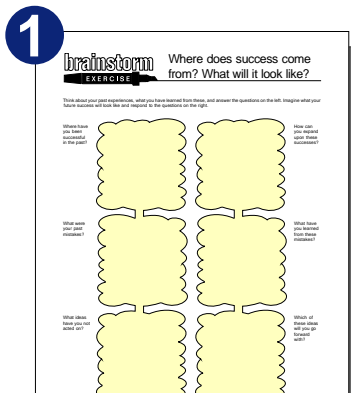 1
brainstorm
EXERCISE
Where does success come
from? What will it look like?
Think about your past experiences, what you have learned from these, and answer the questions on the left. Imagine what your
future success will look like and respond to the questions on the right.
Where have
you been
successful
in the past?
How can
you expand
upon these
successes?
What were
your past
mistakes?
What have
you learned
from these
mistakes?
What ideas
have you not
acted on?
Which of
these ideas
will you go
forward
with?